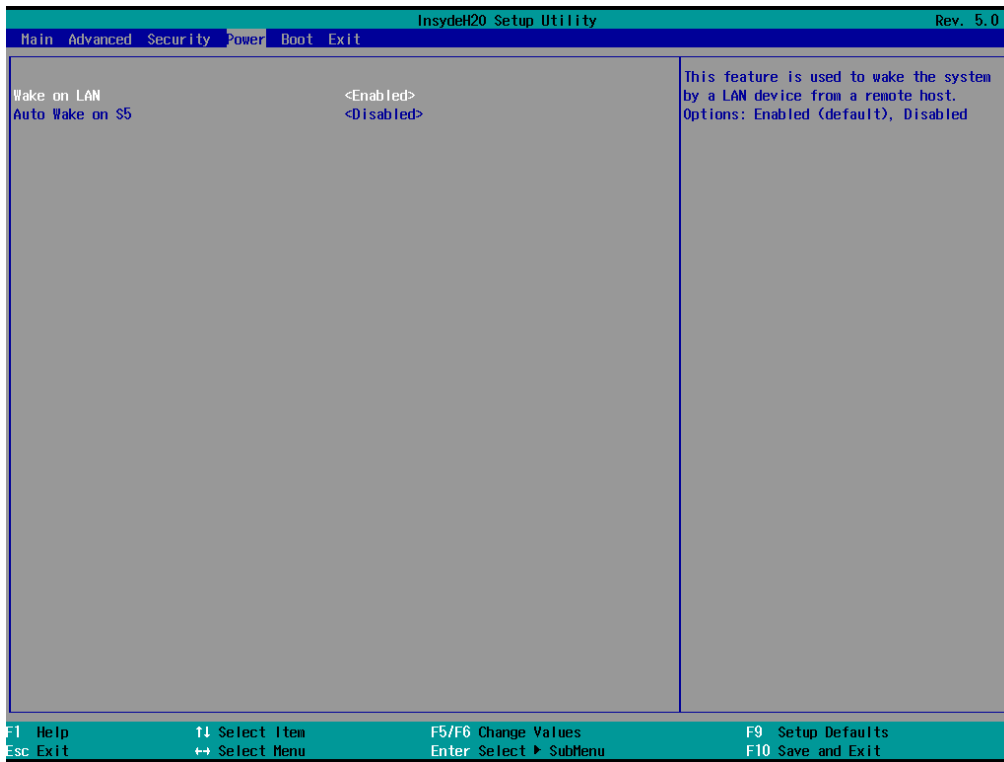 InsydeH20 Setup Utility Rev. 5.0
Main Advanced Security Power Boot Exit
Wake on LAN <Enabled>
Auto Wake on S5 <Disabled>
This feature is used to wake the system
by a LAN device from a remote host.
Options: Enabled (default), Disabled
F1 Help ↑↓ Select Item F5/F6 Change Values F9 Setup Defaults
Esc Exit ↔ Select Menu Enter Select ▶ SubMenu F10 Save and Exit